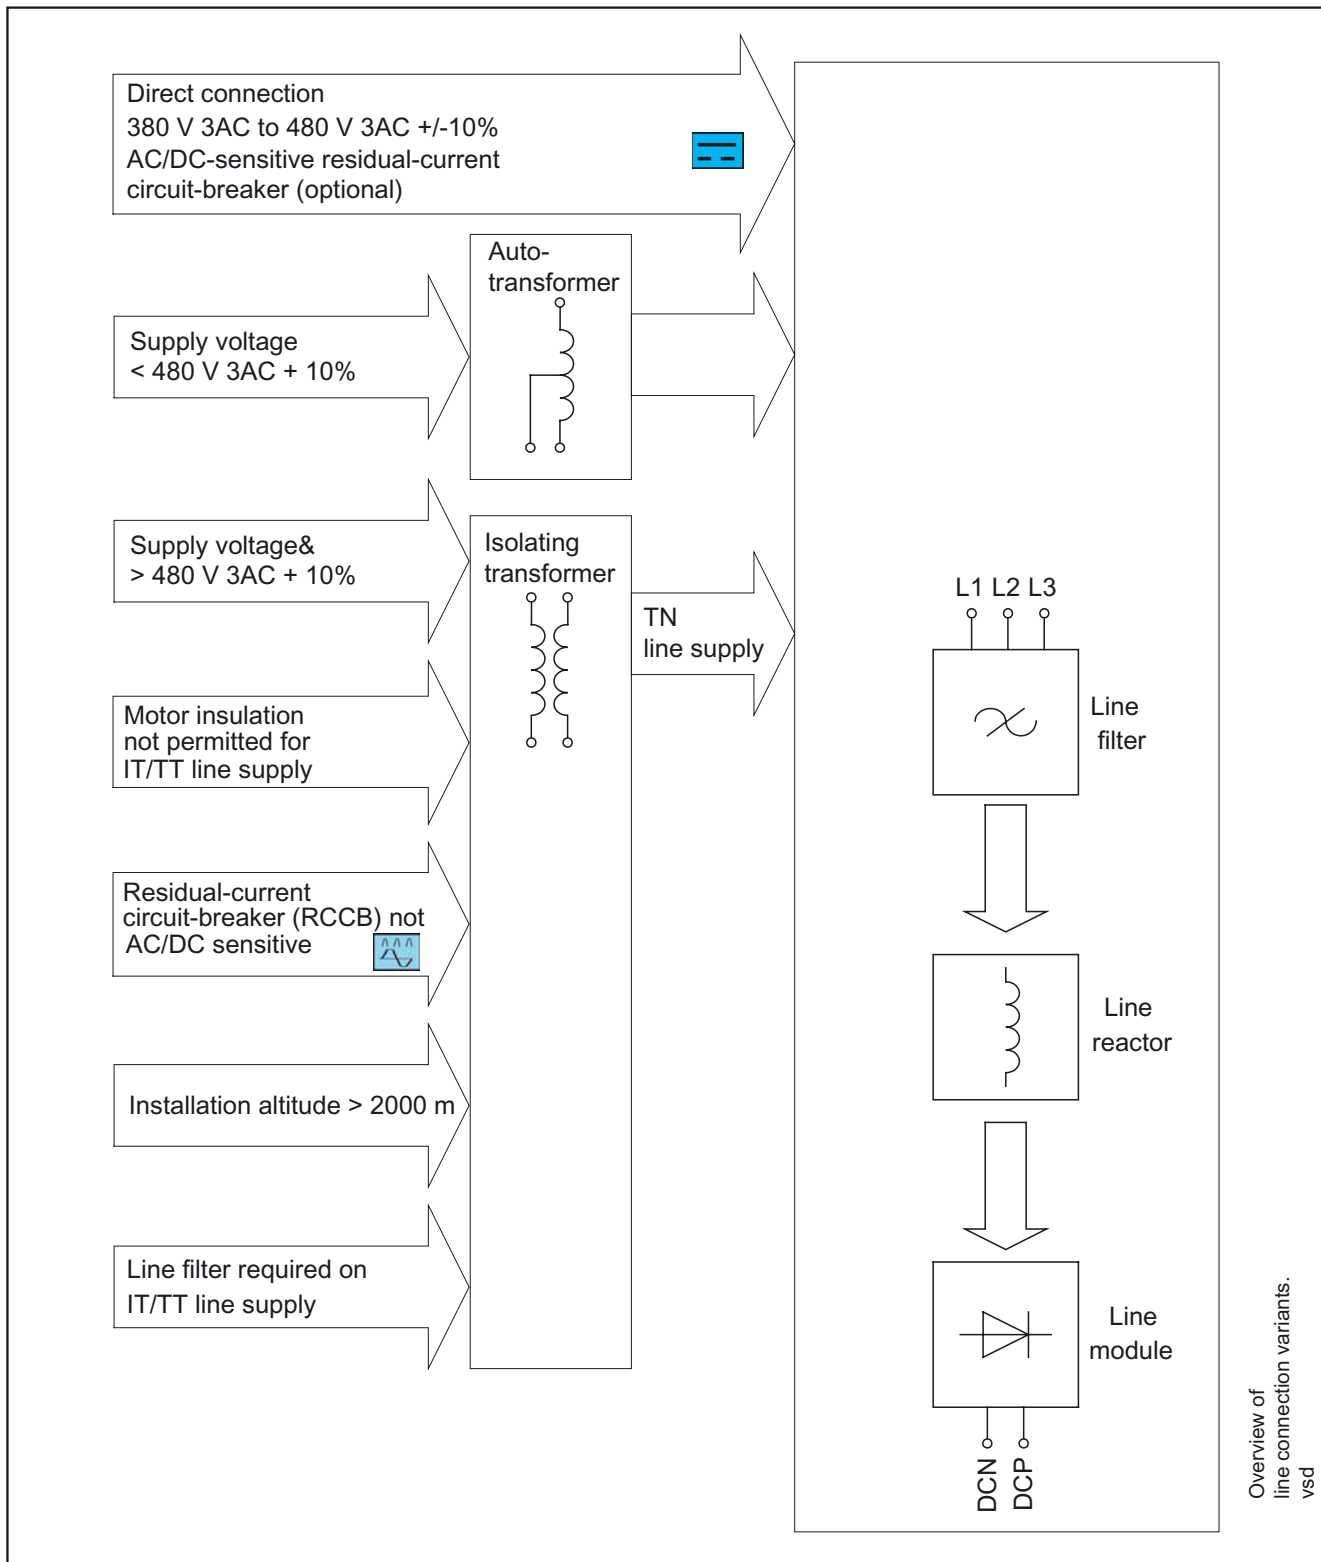 Direct connection
380 V 3AC to 480 V 3AC +/-10%
AC/DC-sensitive residual-current
circuit-breaker (optional)
Auto-
transformer
Supply voltage
< 480 V 3AC + 10%
Supply voltage&
> 480 V 3AC + 10%
Isolating
transformer
TN
line supply
Motor insulation
not permitted for
IT/TT line supply
Residual-current
circuit-breaker (RCCB) not
AC/DC sensitive
Installation altitude > 2000 m
Line filter required on
IT/TT line supply
L1 L2 L3
Line
filter
Line
reactor
Line
module
DCN
DCP
Overview of
line connection variants.
vsd